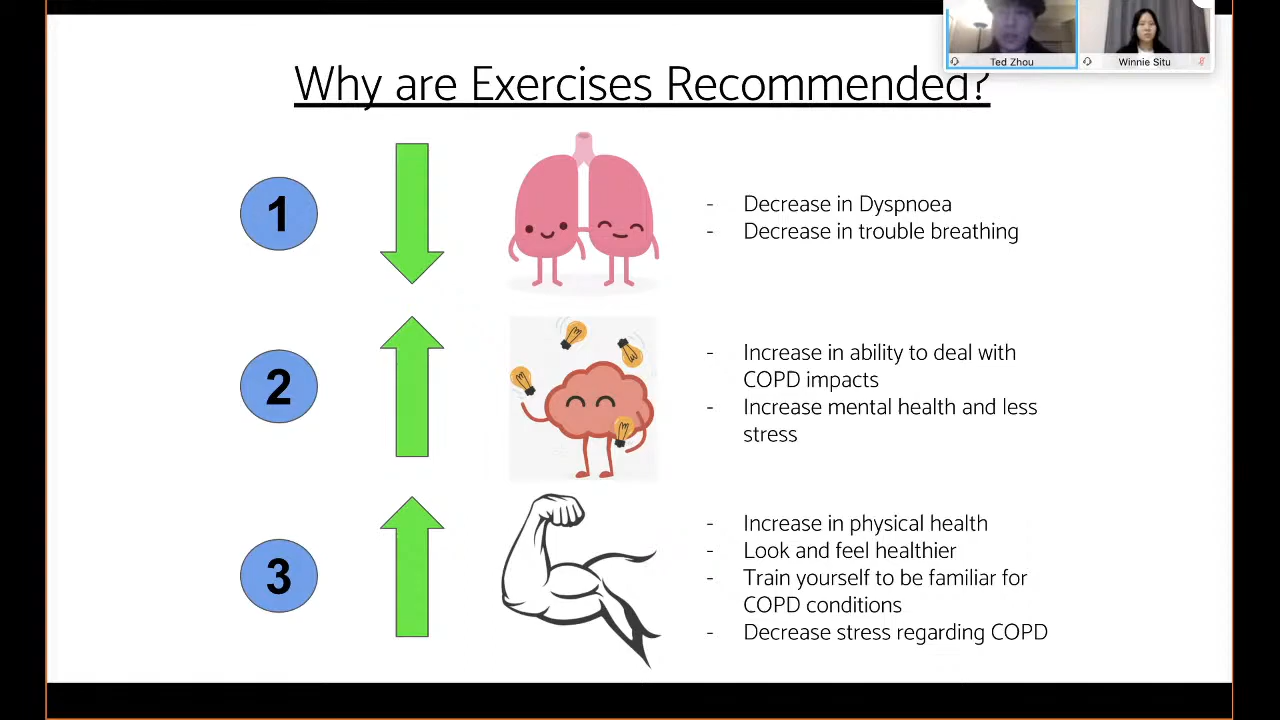 Ted Zhou
Winnie Situ
Why are Exercises Recommended?
1
- Decrease in Dyspnoea
- Decrease in trouble breathing
2
- Increase in ability to deal with
COPD impacts
- Increase mental health and less
stress
3
- Increase in physical health
- Look and feel healthier
- Train yourself to be familiar for
COPD conditions
- Decrease stress regarding COPD